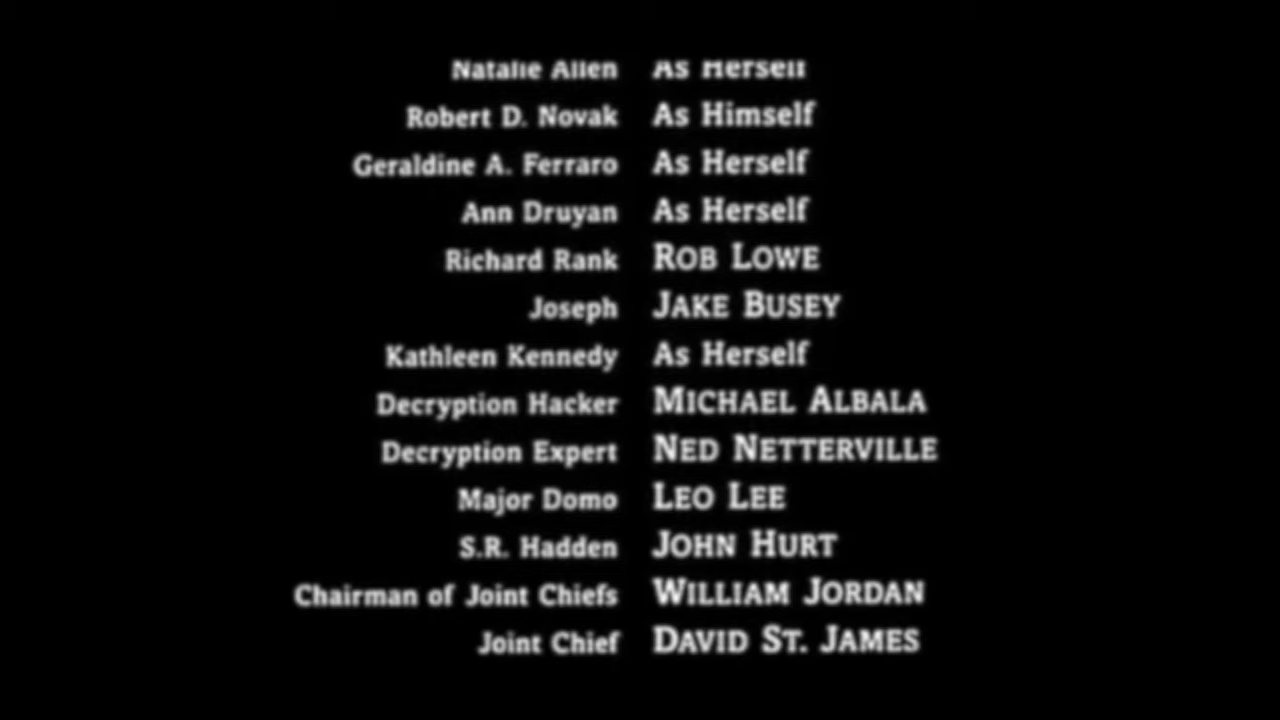 Natalie Allen As Herself
Robert D. Novak As Himself
Geraldine A. Ferraro As Herself
Ann Druyan As Herself
Richard Rank ROB LOWE
Joseph JAKE BUSEY
Kathleen Kennedy As Herself
Decryption Hacker MICHAEL ALBALA
Decryption Expert NED NETTERVILLE
Major Domo LEO LEE
S.R. Hadden JOHN HURT
Chairman of Joint Chiefs WILLIAM JORDAN
Joint Chief DAVID ST. JAMES